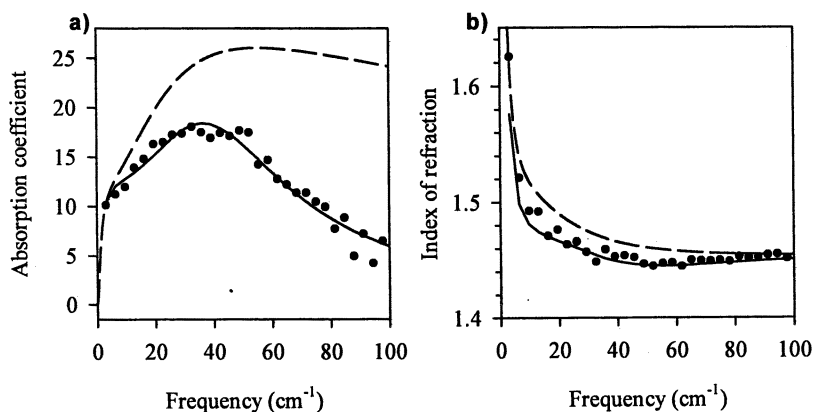 a)
Absorption coefficient
25
20
15
10
5
0
0 20 40 60 80 100
Frequency (cm⁻¹)
b)
Index of refraction
1.6
1.5
1.4
0 20 40 60 80 100
Frequency (cm⁻¹)